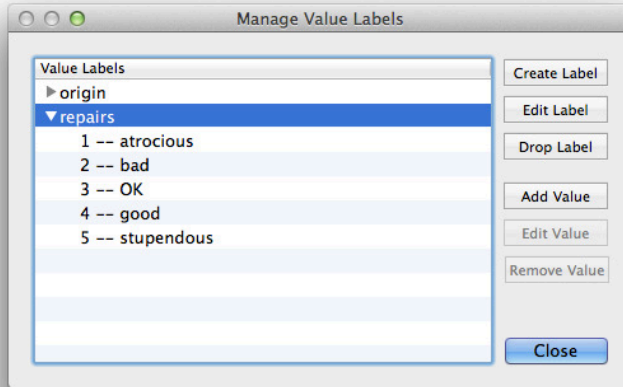 Manage Value Labels
Value Labels
origin
repairs
1 -- atrocious
2 -- bad
3 -- OK
4 -- good
5 -- stupendous
Create Label
Edit Label
Drop Label
Add Value
Edit Value
Remove Value
Close